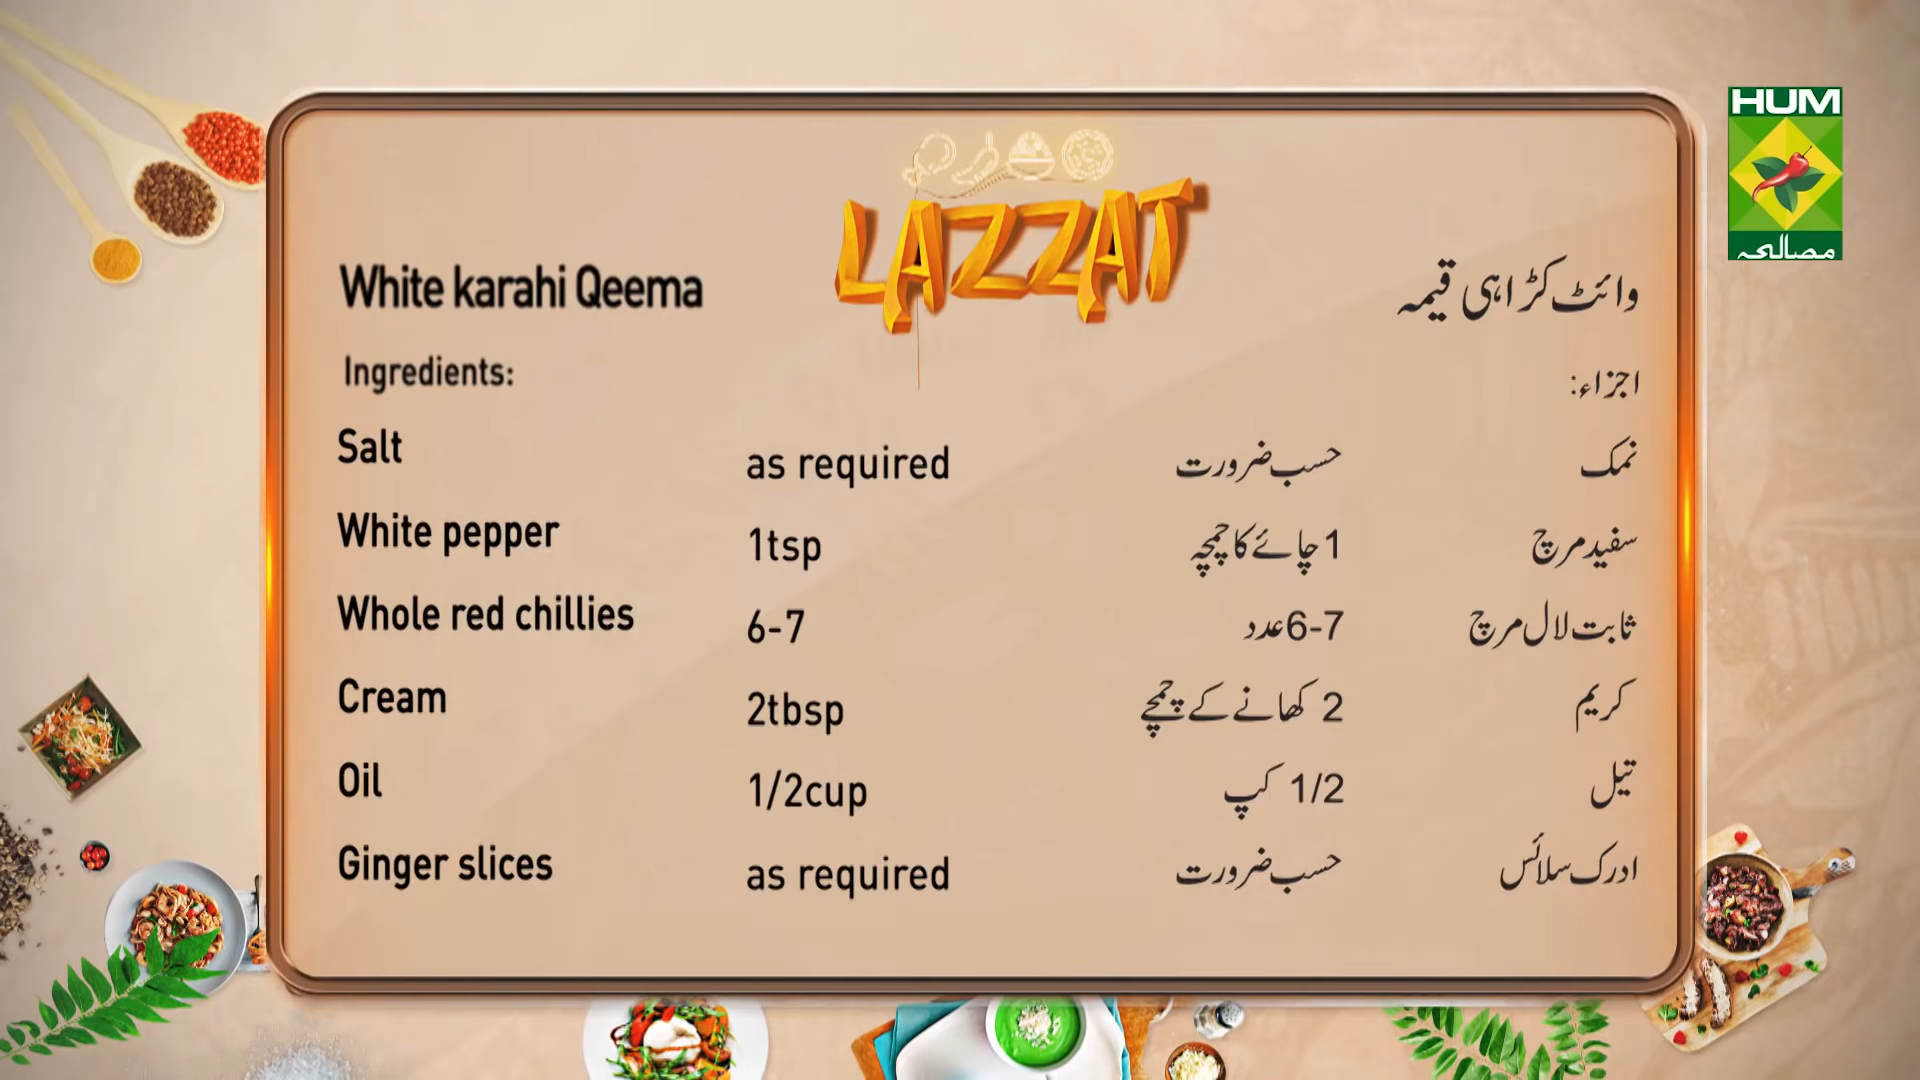 HUM
مصالحہ
LAZZAT
White karahi Qeema وائٹ کڑاہی قیمہ
Ingredients: اجزاء:
Salt as required حسب ضرورت نمک
White pepper 1tsp 1 چائے کا چمچہ سفید مرچ
Whole red chillies 6-7 6-7 عدد ثابت لال مرچ
Cream 2tbsp 2 کھانے کے چمچے کریم
Oil 1/2cup 1/2 کپ تیل
Ginger slices as required حسب ضرورت ادرک سلائس